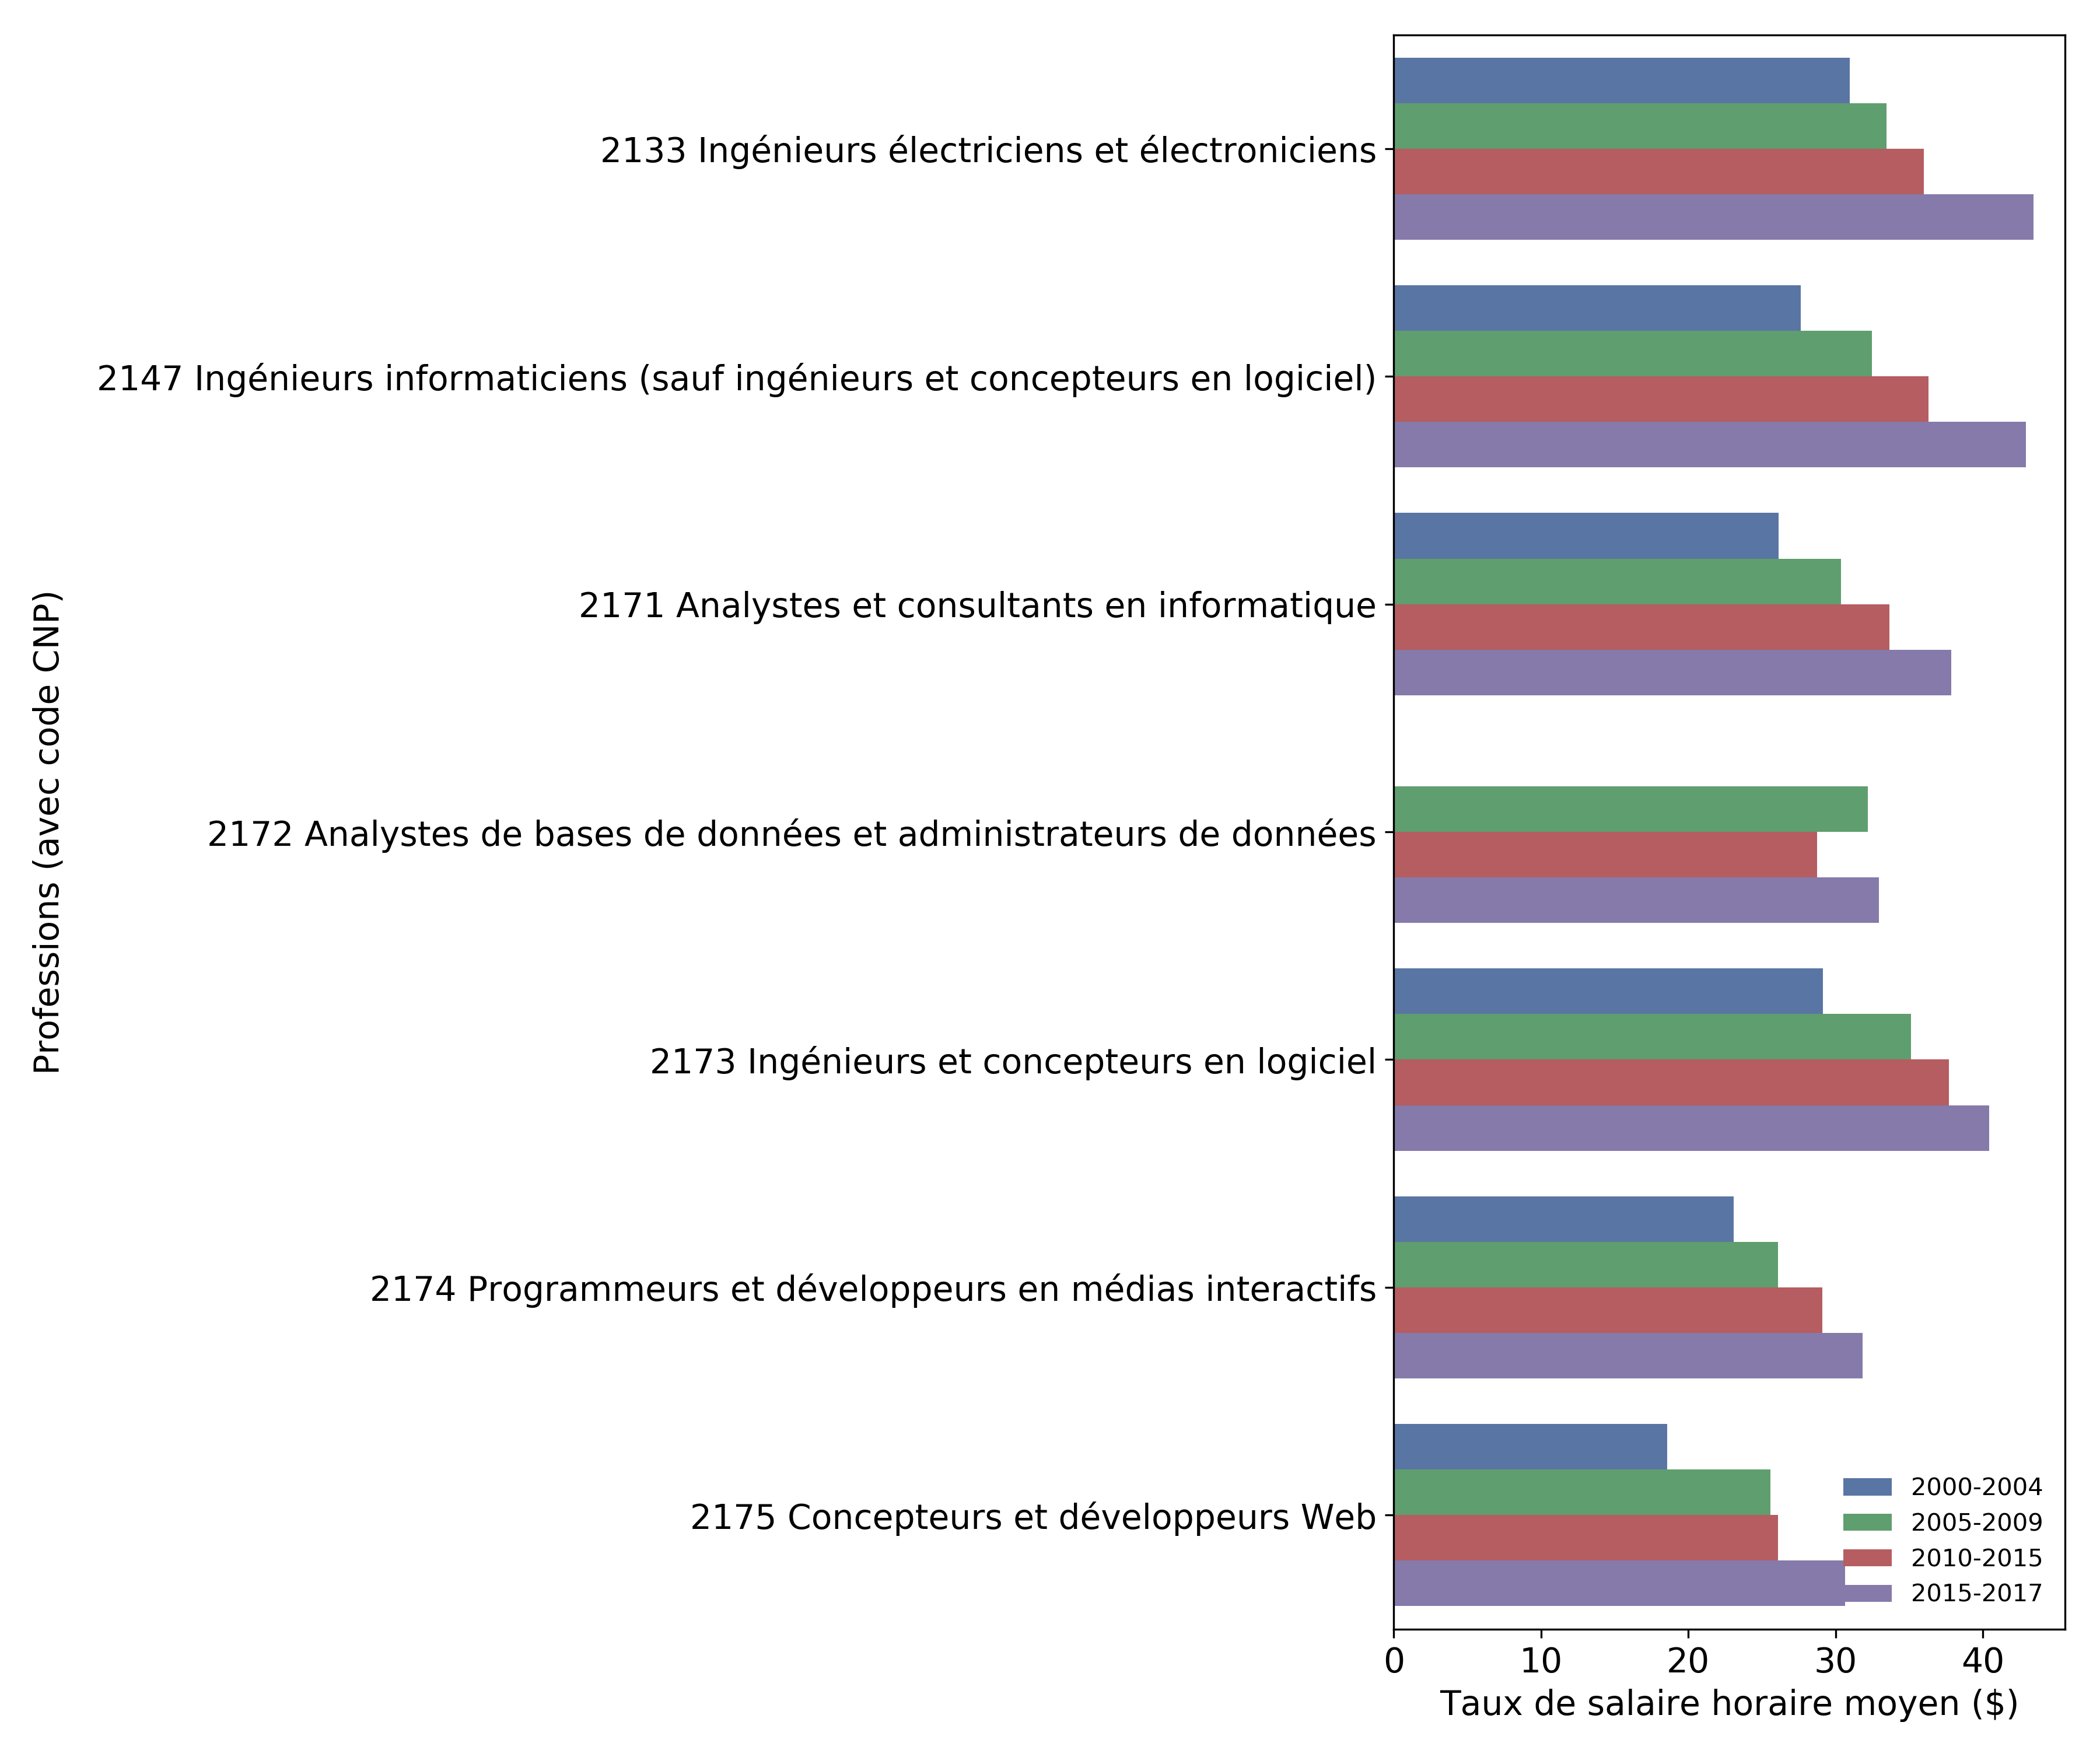 2133 Ingénieurs électriciens et électroniciens
2147 Ingénieurs informaticiens (sauf ingénieurs et concepteurs en logiciel)
2171 Analystes et consultants en informatique
2172 Analystes de bases de données et administrateurs de données
2173 Ingénieurs et concepteurs en logiciel
2174 Programmeurs et développeurs en médias interactifs
2175 Concepteurs et développeurs Web
Professions (avec code CNP)
2000-2004
2005-2009
2010-2015
2015-2017
0 10 20 30 40
Taux de salaire horaire moyen ($)